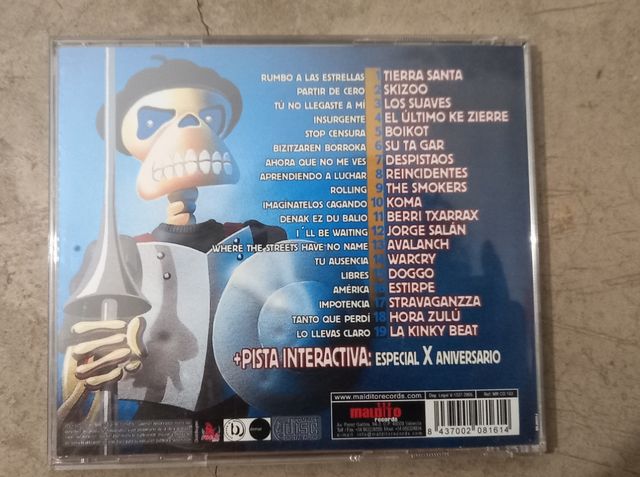 RUMBO A LAS ESTRELLAS 1 TIERRA SANTA
PARTIR DE CERO 2 SKIZOO
TÚ NO LLEGASTE A MÍ 3 LOS SUAVES
INSURGENTE 4 EL ÚLTIMO KE ZIERRE
STOP CENSURA 5 BOIKOT
BIZITZAREN BORROKA 6 SU TA GAR
AHORA QUE NO ME VES 7 DESPISTAOS
APRENDIENDO A LUCHAR 8 REINCIDENTES
ROLLING 9 THE SMOKERS
IMAGÍNATELOS CAGANDO 10 KOMA
DENAK EZ DU BALIO 11 BERRI TXARRAX
I´LL BE WAITING 12 JORGE SALÁN
WHERE THE STREETS HAVE NO NAME 13 AVALANCH
TU AUSENCIA WARCRY
LIBRES DOGGO
AMÉRICA ESTIRPE
IMPOTENCIA 17 STRAVAGANZZA
TANTO QUE PERDÍ 18 HORA ZULÚ
LO LLEVAS CLARO 19 LA KINKY BEAT
+PISTA INTERACTIVA: ESPECIAL X ANIVERSARIO
www.malditorecords.com
maldito
records
8 437002 081614